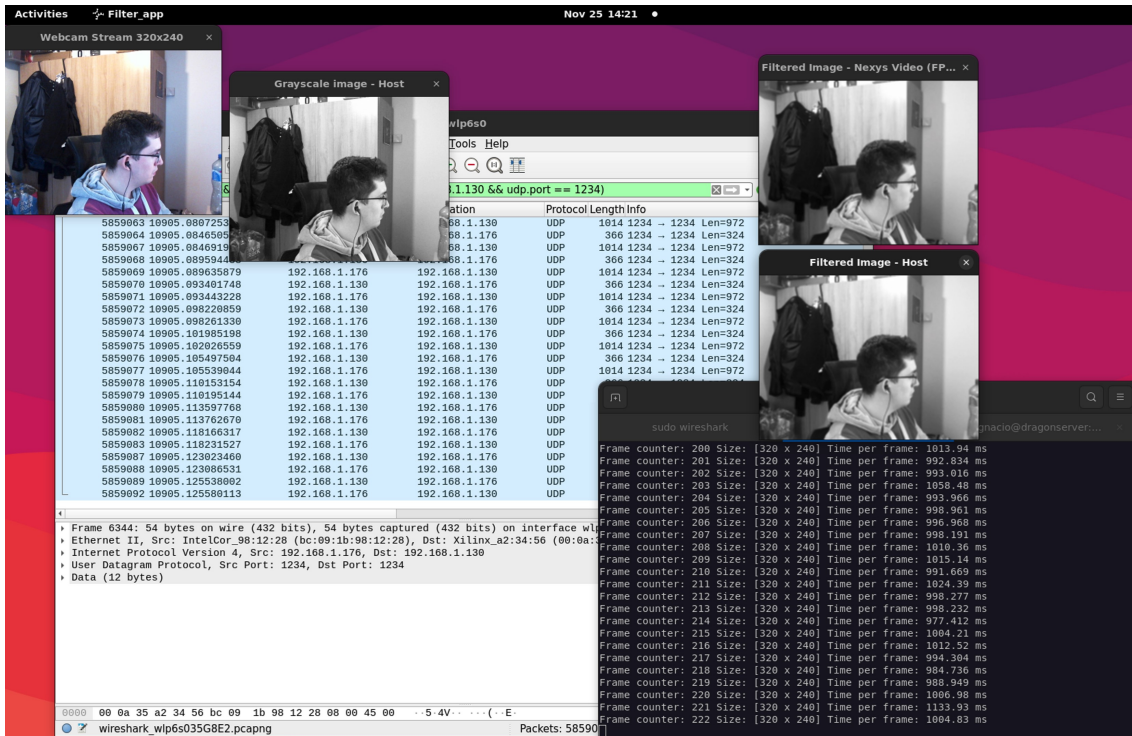 Activities Filter_app Nov 25 14:21
Webcam Stream 320x240 ×
Grayscale image - Host ×
Filtered Image - Nexys Video (FP... ×
wlp6s0
Tools Help
3.1.130 && udp.port == 1234)
Protocol Length Info
5859063 10905.0807253 68.1.130 UDP 1014 1234 → 1234 Len=972
5859064 10905.0846505 68.1.176 UDP 366 1234 → 1234 Len=324
5859067 10905.0846919 68.1.130 UDP 1014 1234 → 1234 Len=972
5859068 10905.0895944 192.168.1.176 UDP 366 1234 → 1234 Len=324
5859069 10905.089635879 192.168.1.176 192.168.1.130 UDP 1014 1234 → 1234 Len=972
5859070 10905.093401748 192.168.1.130 192.168.1.176 UDP 366 1234 → 1234 Len=324
5859071 10905.093443228 192.168.1.176 192.168.1.130 UDP 1014 1234 → 1234 Len=972
5859072 10905.098220859 192.168.1.130 192.168.1.176 UDP 366 1234 → 1234 Len=324
5859073 10905.098261330 192.168.1.176 192.168.1.130 UDP 1014 1234 → 1234 Len=972
5859074 10905.101985198 192.168.1.130 192.168.1.176 UDP 366 1234 → 1234 Len=324
5859075 10905.102026559 192.168.1.176 192.168.1.130 UDP 1014 1234 → 1234 Len=972
5859076 10905.105497504 192.168.1.130 192.168.1.176 UDP 366 1234 → 1234 Len=324
5859077 10905.105539044 192.168.1.176 192.168.1.130 UDP 1014 1234 → 1234 Len=972
5859078 10905.110153154 192.168.1.130 192.168.1.176 UDP
5859079 10905.110195144 192.168.1.176 192.168.1.130 UDP
5859080 10905.113597768 192.168.1.130 192.168.1.176 UDP
5859081 10905.113762670 192.168.1.176 192.168.1.130 UDP
5859082 10905.118166317 192.168.1.130 192.168.1.176 UDP
5859083 10905.118231527 192.168.1.176 192.168.1.130 UDP
5859087 10905.123023460 192.168.1.130 192.168.1.176 UDP
5859088 10905.123086531 192.168.1.176 192.168.1.130 UDP
5859089 10905.125538002 192.168.1.130 192.168.1.176 UDP
5859092 10905.125580113 192.168.1.176 192.168.1.130 UDP
Frame 6344: 54 bytes on wire (432 bits), 54 bytes captured (432 bits) on interface wlp
Ethernet II, Src: IntelCor_98:12:28 (bc:09:1b:98:12:28), Dst: Xilinx_a2:34:56 (00:0a:3
Internet Protocol Version 4, Src: 192.168.1.176, Dst: 192.168.1.130
User Datagram Protocol, Src Port: 1234, Dst Port: 1234
Data (12 bytes)
0000 00 0a 35 a2 34 56 bc 09 1b 98 12 28 08 00 45 00 ··5·4V·· ···(··E·
wireshark_wlp6s035G8E2.pcapng Packets: 58590
Filtered Image - Host ×
sudo wireshark gnacio@dragonserver:... ×
Frame counter: 200 Size: [320 x 240] Time per frame: 1013.94 ms
Frame counter: 201 Size: [320 x 240] Time per frame: 992.834 ms
Frame counter: 202 Size: [320 x 240] Time per frame: 993.016 ms
Frame counter: 203 Size: [320 x 240] Time per frame: 1058.48 ms
Frame counter: 204 Size: [320 x 240] Time per frame: 993.966 ms
Frame counter: 205 Size: [320 x 240] Time per frame: 998.961 ms
Frame counter: 206 Size: [320 x 240] Time per frame: 996.968 ms
Frame counter: 207 Size: [320 x 240] Time per frame: 998.191 ms
Frame counter: 208 Size: [320 x 240] Time per frame: 1010.36 ms
Frame counter: 209 Size: [320 x 240] Time per frame: 1015.14 ms
Frame counter: 210 Size: [320 x 240] Time per frame: 991.669 ms
Frame counter: 211 Size: [320 x 240] Time per frame: 1024.39 ms
Frame counter: 212 Size: [320 x 240] Time per frame: 998.277 ms
Frame counter: 213 Size: [320 x 240] Time per frame: 998.232 ms
Frame counter: 214 Size: [320 x 240] Time per frame: 977.412 ms
Frame counter: 215 Size: [320 x 240] Time per frame: 1004.21 ms
Frame counter: 216 Size: [320 x 240] Time per frame: 1012.52 ms
Frame counter: 217 Size: [320 x 240] Time per frame: 994.304 ms
Frame counter: 218 Size: [320 x 240] Time per frame: 984.736 ms
Frame counter: 219 Size: [320 x 240] Time per frame: 988.949 ms
Frame counter: 220 Size: [320 x 240] Time per frame: 1006.98 ms
Frame counter: 221 Size: [320 x 240] Time per frame: 1133.93 ms
Frame counter: 222 Size: [320 x 240] Time per frame: 1004.83 ms